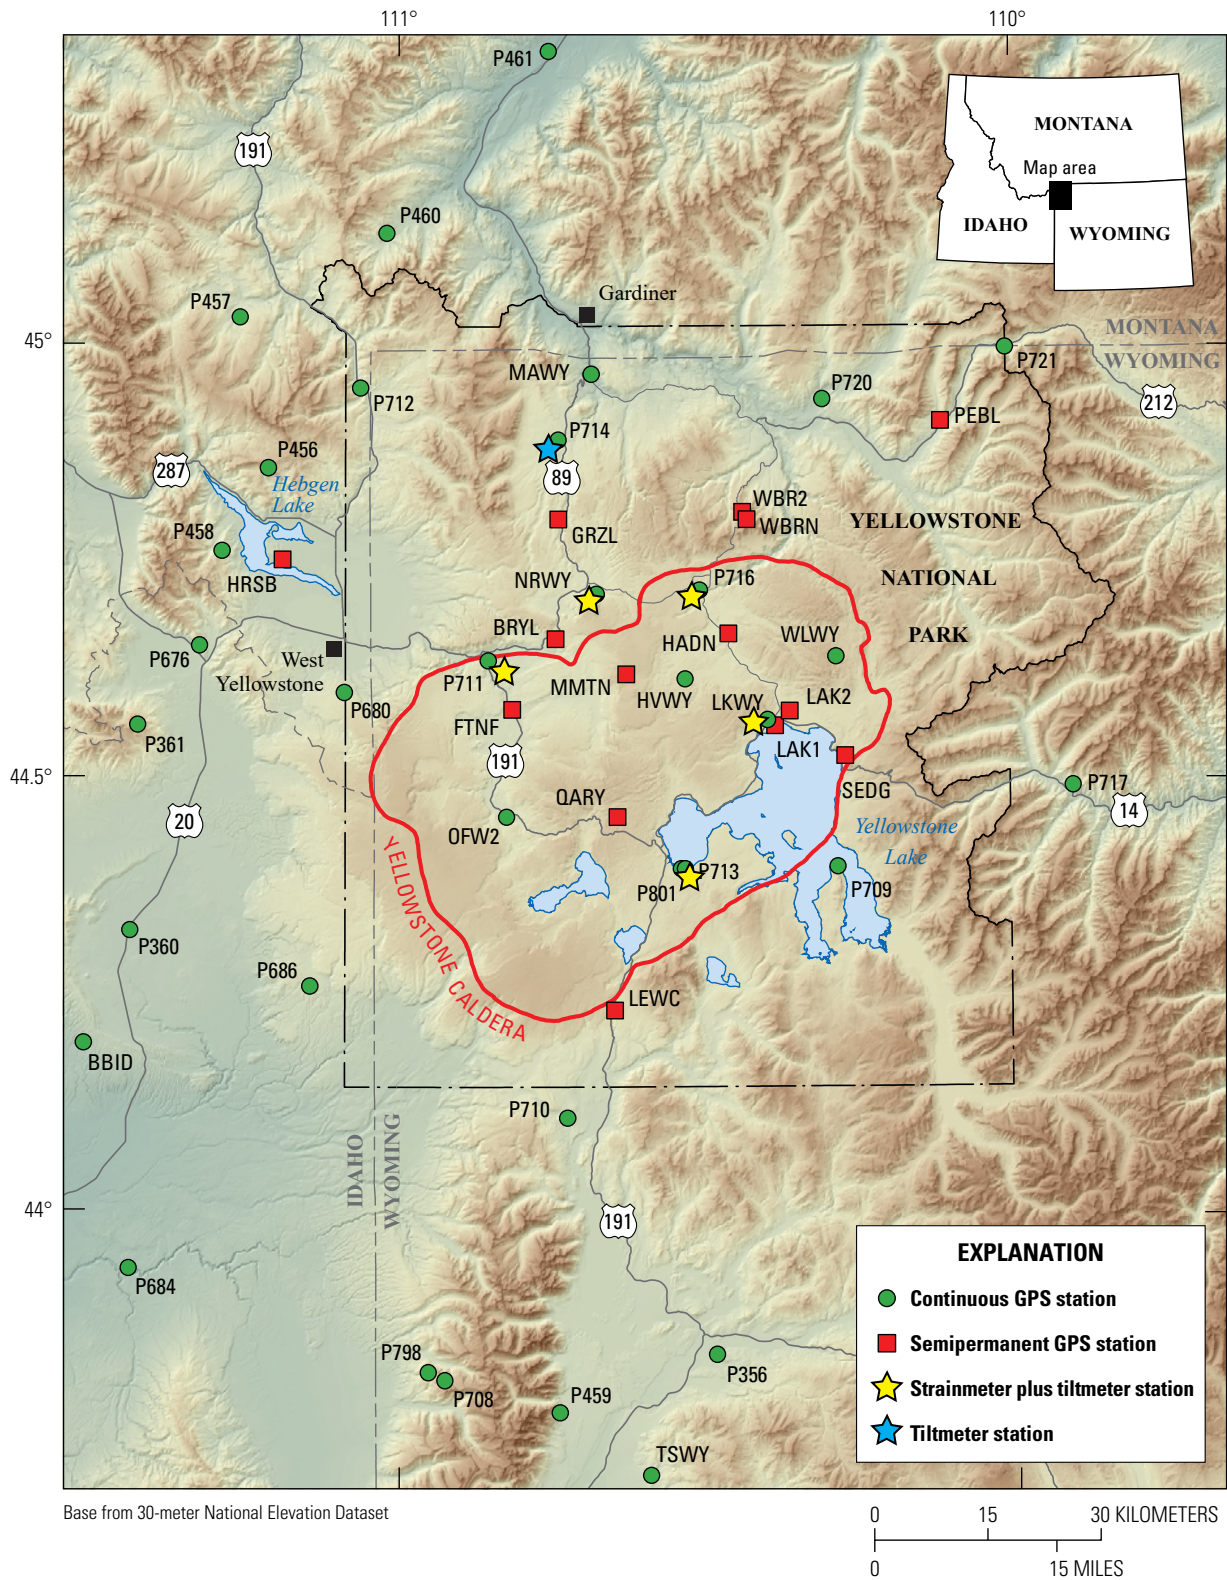 111°
110°
P461
191
MONTANA
Map area
IDAHO
WYOMING
P460
Gardiner
P457
45°
MONTANA
WYOMING
P721
MAWY
P720
P712
212
PEBL
P714
P456
287
89
Hebgen
Lake
WBR2
WBRN
YELLOWSTONE
GRZL
P458
HRSB
NRWY
P716
NATIONAL
BRYL
HADN
WLWY
PARK
P676
West
Yellowstone
P711
MMTN
HVWY
LKWY
LAK2
P680
FTNF
P361
LAK1
191
44.5°
SEDG
P717
QARY
14
20
OFW2
Yellowstone
Lake
YELLOWSTONE CALDERA
P713
P801
P709
P360
P686
LEWC
BBID
P710
IDAHO
WYOMING
44°
191
P684
EXPLANATION
Continuous GPS station
Semipermanent GPS station
Strainmeter plus tiltmeter station
Tiltmeter station
P798
P708
P356
P459
TSWY
Base from 30-meter National Elevation Dataset
0 15 30 KILOMETERS
0 15 MILES